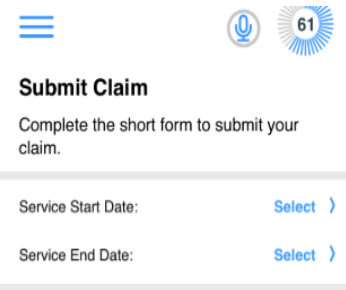 61
Submit Claim
Complete the short form to submit your
claim.
Service Start Date: Select
Service End Date: Select